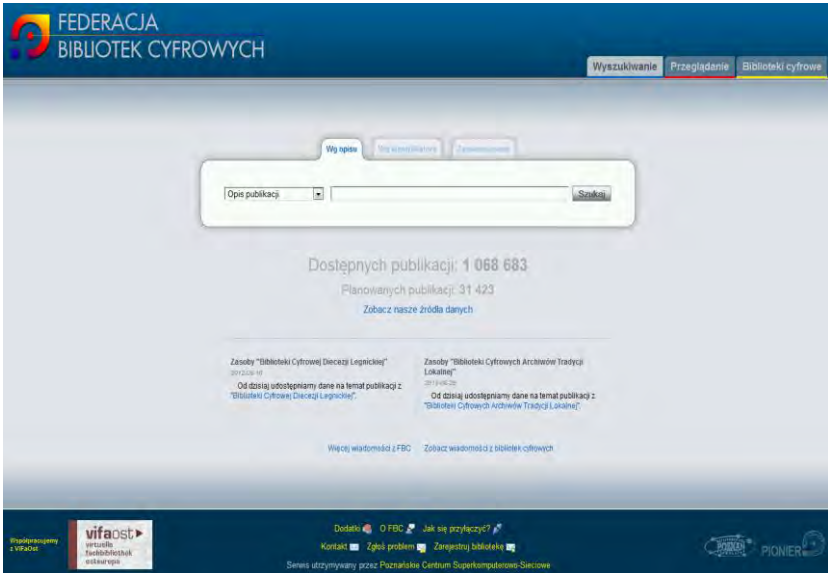 FEDERACJA
BIBLIOTEK CYFROWYCH
Wyszukiwanie Przeglądanie Biblioteki cyfrowe
Wg opisu Wg identyfikatora Zaawansowane
Opis publikacji Szukaj
Dostępnych publikacji: 1 068 683
Planowanych publikacji: 31 423
Zobacz nasze źródła danych
Zasoby "Biblioteki Cyfrowej Diecezji Legnickiej"
Od dzisiaj udostępniamy dane na temat publikacji z
"Biblioteki Cyfrowej Diecezji Legnickiej".
Zasoby "Biblioteki Cyfrowych Archiwów Tradycji
Lokalnej"
Od dzisiaj udostępniamy dane na temat publikacji z
"Biblioteki Cyfrowych Archiwów Tradycji Lokalnej".
Więcej wiadomości z FBC Zobacz wiadomości z bibliotek cyfrowych
Współpracujemy
z ViFaOst
vifaost
virtuelle
fachbibliothek
osteuropa
Dodatki O FBC Jak się przyłączyć?
Kontakt Zgłoś problem Zarejestruj bibliotekę
Serwis utrzymywany przez Poznańskie Centrum Superkomputerowo-Sieciowe
PIONIER